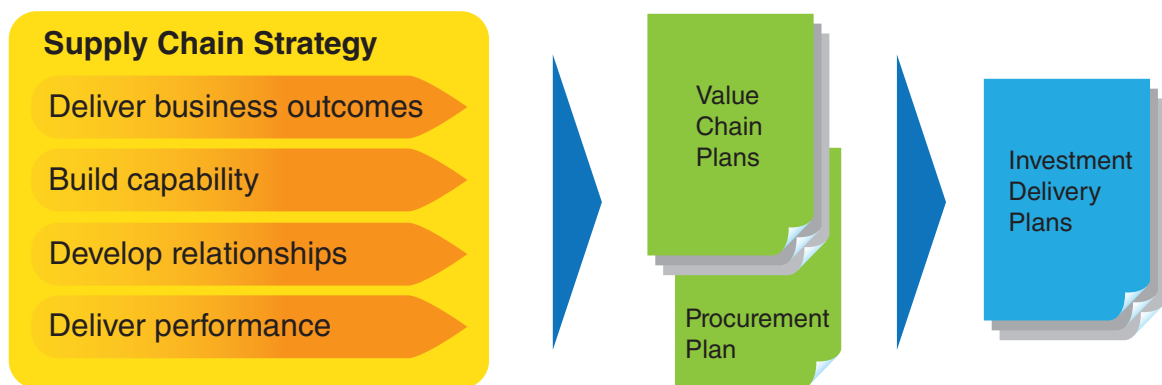 Supply Chain Strategy
Deliver business outcomes
Build capability
Develop relationships
Deliver performance
Value
Chain
Plans
Procurement
Plan
Investment
Delivery
Plans